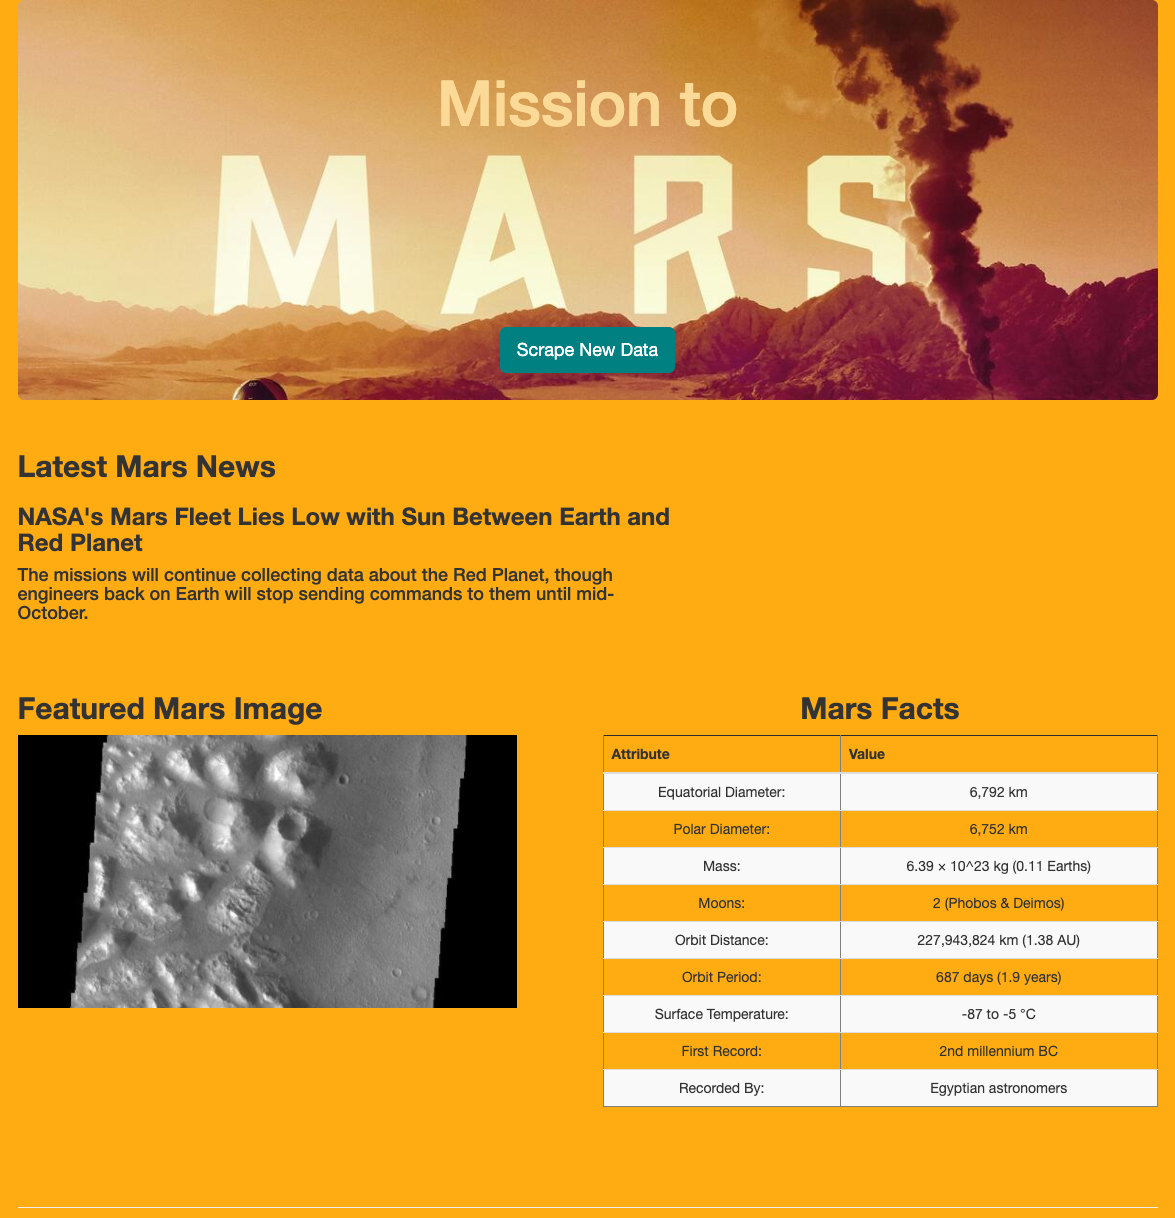 Mission to
MARS
Scrape New Data
Latest Mars News
NASA's Mars Fleet Lies Low with Sun Between Earth and
Red Planet
The missions will continue collecting data about the Red Planet, though
engineers back on Earth will stop sending commands to them until mid-
October.
Featured Mars Image
Mars Facts
Attribute Value
Equatorial Diameter: 6,792 km
Polar Diameter: 6,752 km
Mass: 6.39 × 10^23 kg (0.11 Earths)
Moons: 2 (Phobos & Deimos)
Orbit Distance: 227,943,824 km (1.38 AU)
Orbit Period: 687 days (1.9 years)
Surface Temperature: -87 to -5 °C
First Record: 2nd millennium BC
Recorded By: Egyptian astronomers